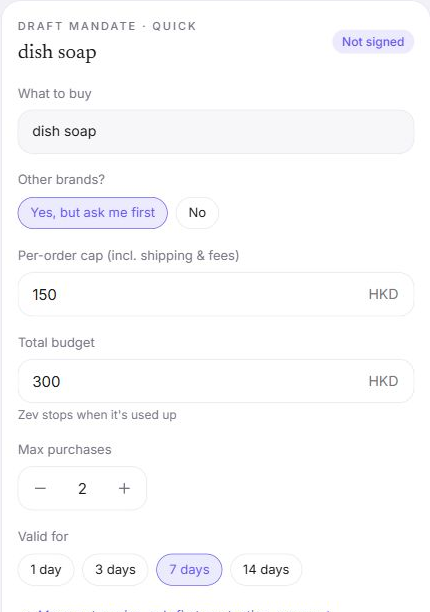 DRAFT MANDATE · QUICK
dish soap
Not signed
What to buy
dish soap
Other brands?
Yes, but ask me first
No
Per-order cap (incl. shipping & fees)
150 HKD
Total budget
300 HKD
Zev stops when it's used up
Max purchases
− 2 +
Valid for
1 day 3 days 7 days 14 days